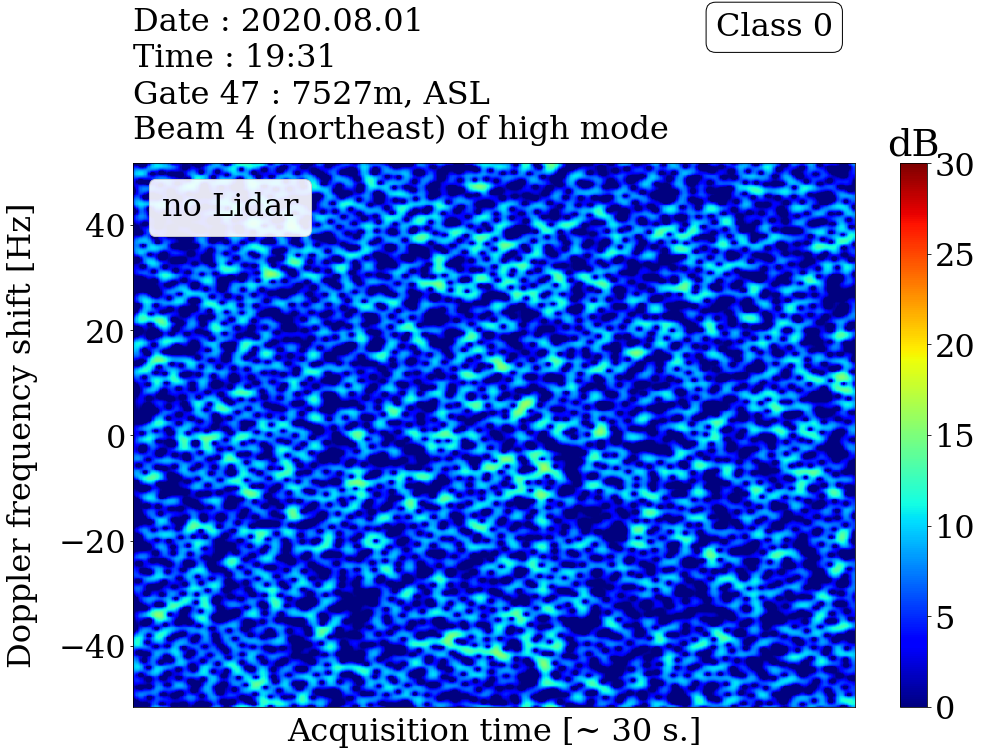 Date : 2020.08.01
Class 0
Time : 19:31
Gate 47 : 7527m, ASL
Beam 4 (northeast) of high mode
dB
no Lidar
Doppler frequency shift [Hz]
40
20
0
−20
−40
30
25
20
15
10
5
0
Acquisition time [~ 30 s.]